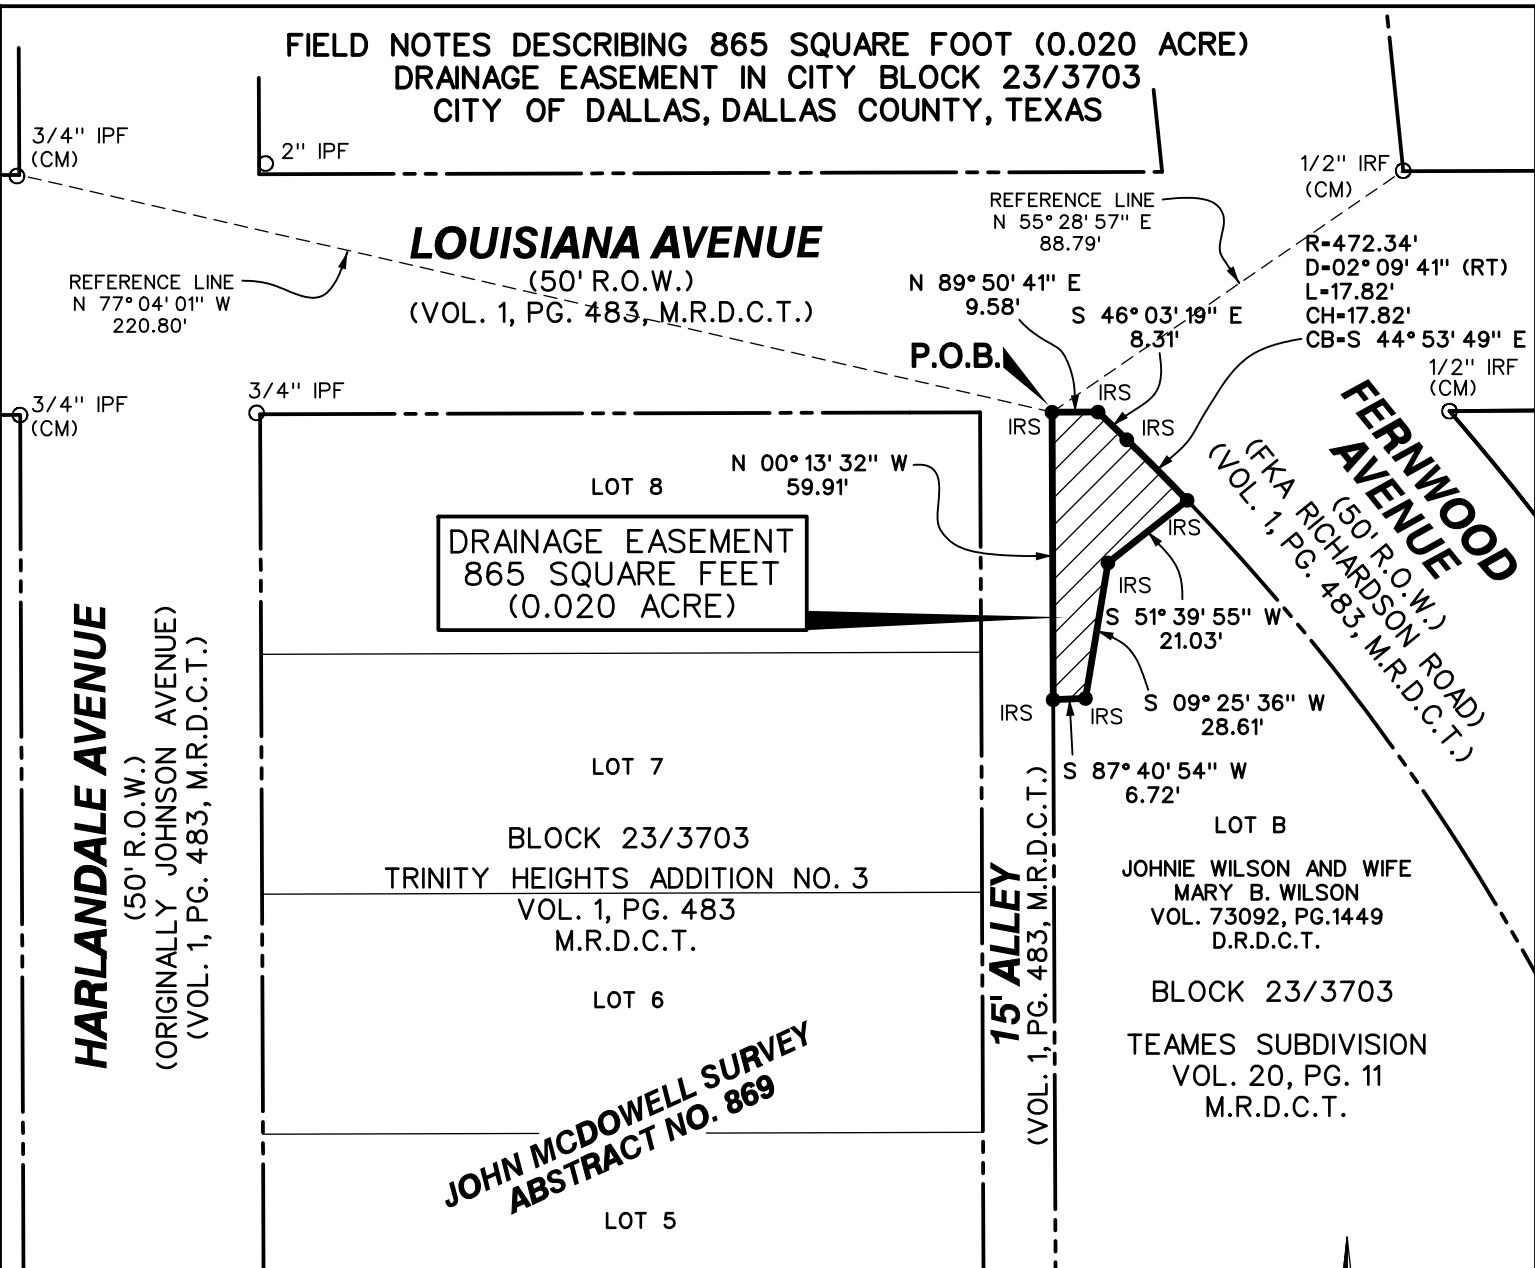 FIELD NOTES DESCRIBING 865 SQUARE FOOT (0.020 ACRE)
DRAINAGE EASEMENT IN CITY BLOCK 23/3703
CITY OF DALLAS, DALLAS COUNTY, TEXAS
3/4" IPF
(CM)
2" IPF
1/2" IRF
(CM)
REFERENCE LINE
N 55° 28' 57" E
88.79'
LOUISIANA AVENUE
(50' R.O.W.)
(VOL. 1, PG. 483, M.R.D.C.T.)
REFERENCE LINE
N 77° 04' 01" W
220.80'
R=472.34'
D=02° 09' 41" (RT)
L=17.82'
CH=17.82'
CB=S 44° 53' 49" E
N 89° 50' 41" E
9.58'
S 46° 03' 19" E
8.31'
P.O.B.
1/2" IRF
(CM)
3/4" IPF
(CM)
3/4" IPF
IRS
IRS
IRS
FERNWOOD
AVENUE
(50' R.O.W.)
(FKA RICHARDSON ROAD)
(VOL. 1, PG. 483, M.R.D.C.T.)
N 00° 13' 32" W
59.91'
LOT 8
DRAINAGE EASEMENT
865 SQUARE FEET
(0.020 ACRE)
IRS
IRS
S 51° 39' 55" W
21.03'
S 09° 25' 36" W
28.61'
IRS
IRS
S 87° 40' 54" W
6.72'
HARLANDALE AVENUE
(50' R.O.W.)
(ORIGINALLY JOHNSON AVENUE)
(VOL. 1, PG. 483, M.R.D.C.T.)
LOT 7
BLOCK 23/3703
TRINITY HEIGHTS ADDITION NO. 3
VOL. 1, PG. 483
M.R.D.C.T.
LOT 6
15' ALLEY
(VOL. 1, PG. 483, M.R.D.C.T.)
LOT B
JOHNIE WILSON AND WIFE
MARY B. WILSON
VOL. 73092, PG.1449
D.R.D.C.T.
BLOCK 23/3703
TEAMES SUBDIVISION
VOL. 20, PG. 11
M.R.D.C.T.
JOHN MCDOWELL SURVEY
ABSTRACT NO. 869
LOT 5